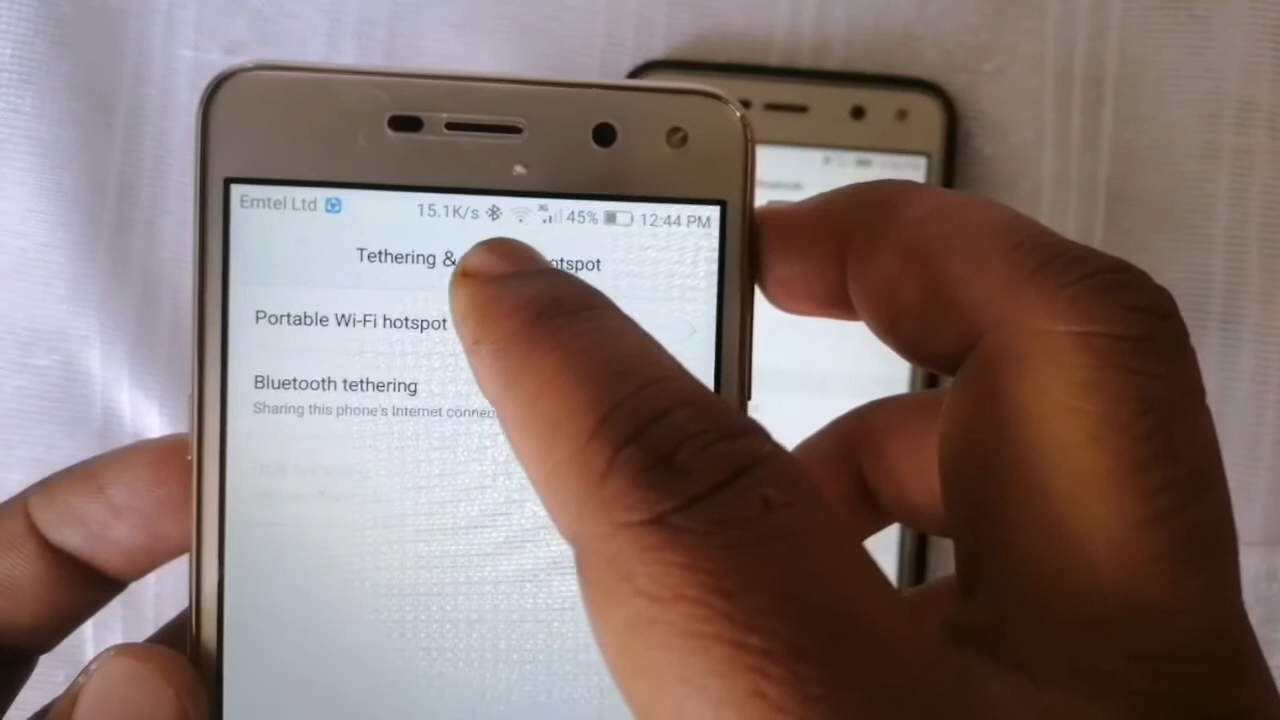 Emtel Ltd 15.1K/s 3G 45% 12:44 PM
Tethering & otspot
Portable Wi-Fi hotspot
Bluetooth tethering
Sharing this phone's Internet connec